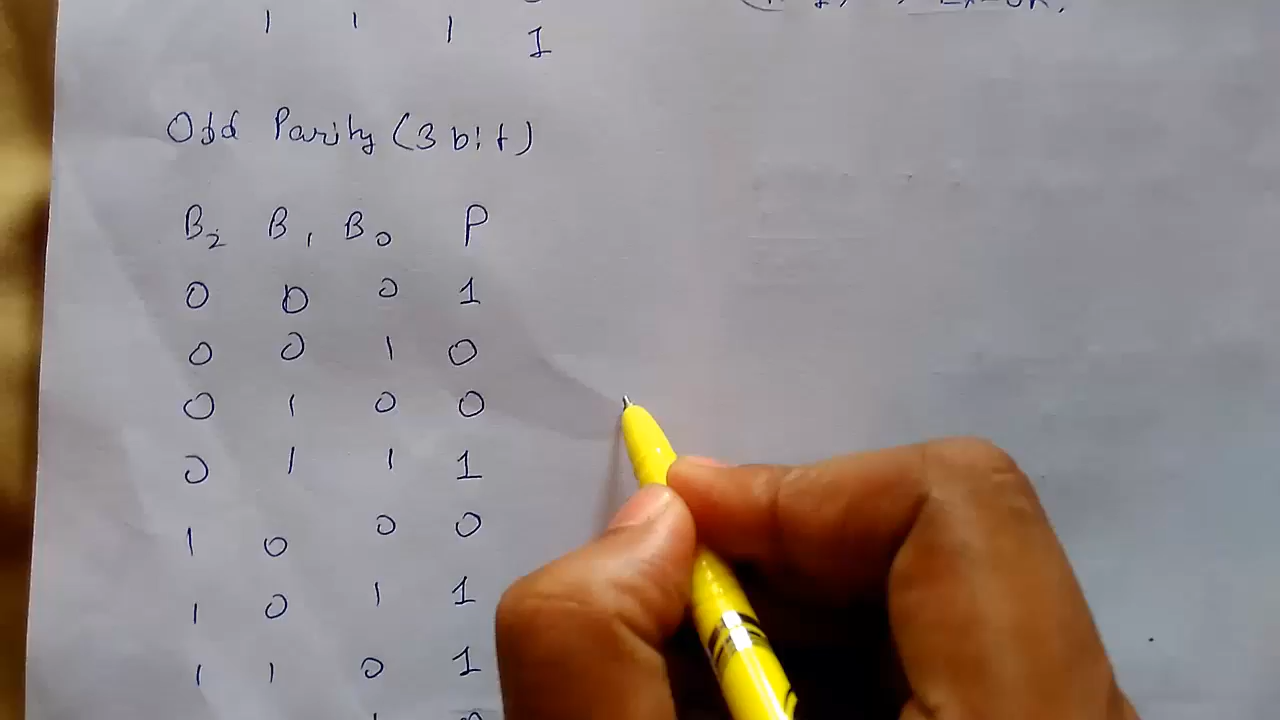 1 1 1 1
Odd Parity (3 bit)
B2 B1 B0 P
0 0 0 1
0 0 1 0
0 1 0 0
0 1 1 1
1 0 0 0
1 0 1 1
1 1 0 1